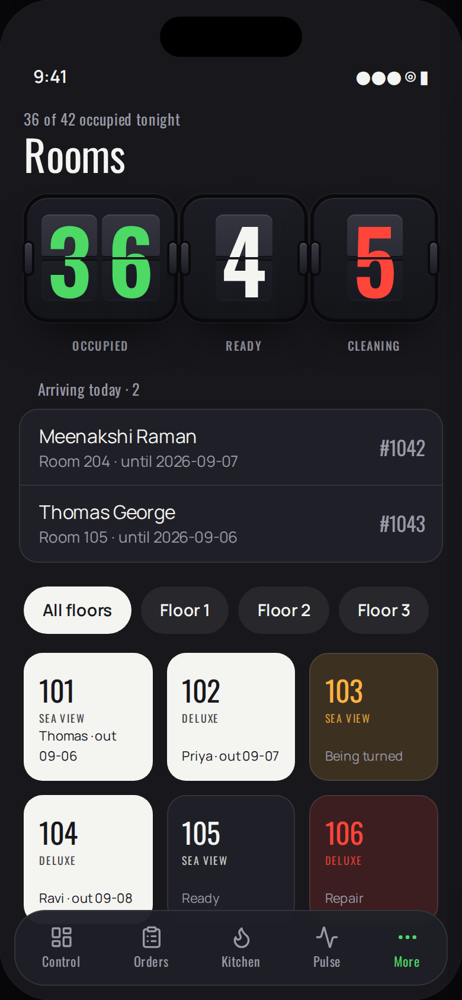 9:41
36 of 42 occupied tonight
Rooms
36 4 5
OCCUPIED READY CLEANING
Arriving today · 2
Meenakshi Raman
Room 204 · until 2026-09-07
#1042
Thomas George
Room 105 · until 2026-09-06
#1043
All floors Floor 1 Floor 2 Floor 3
101
SEA VIEW
Thomas · out
09-06
102
DELUXE
Priya · out 09-07
103
SEA VIEW
Being turned
104
DELUXE
Ravi · out 09-08
105
SEA VIEW
Ready
106
DELUXE
Repair
Control Orders Kitchen Pulse More